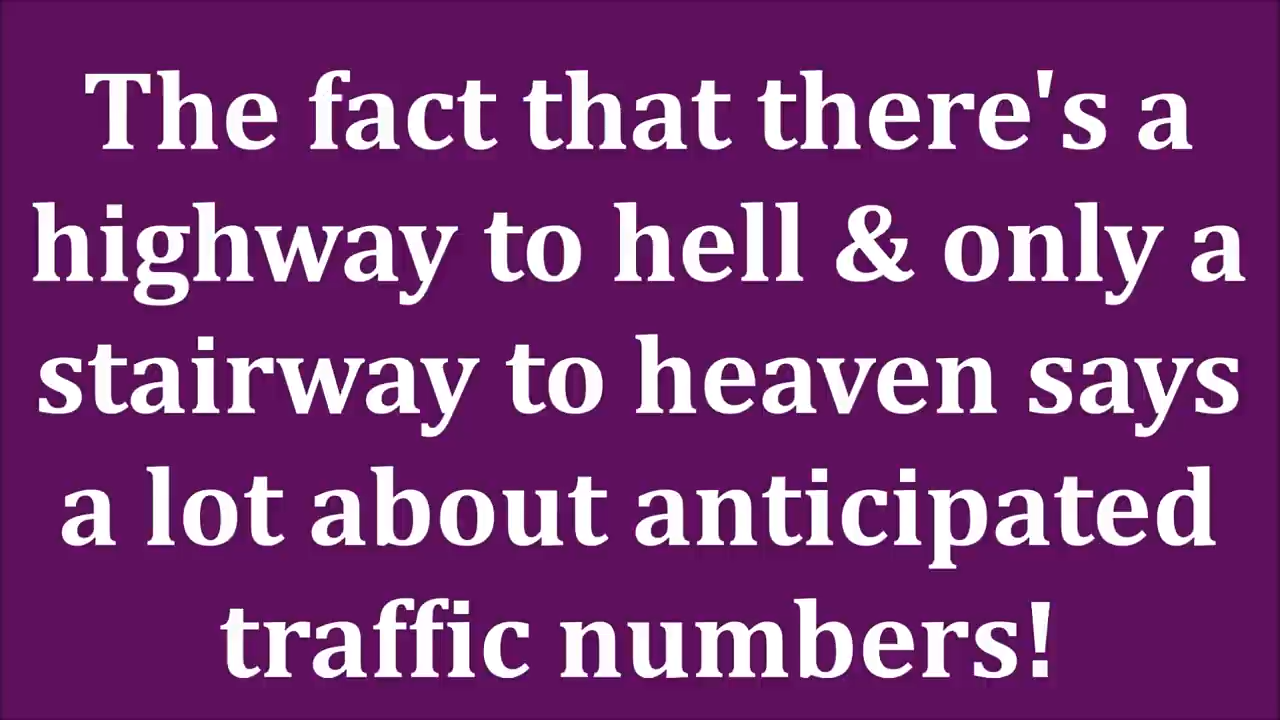 The fact that there's a
highway to hell & only a
stairway to heaven says
a lot about anticipated
traffic numbers!